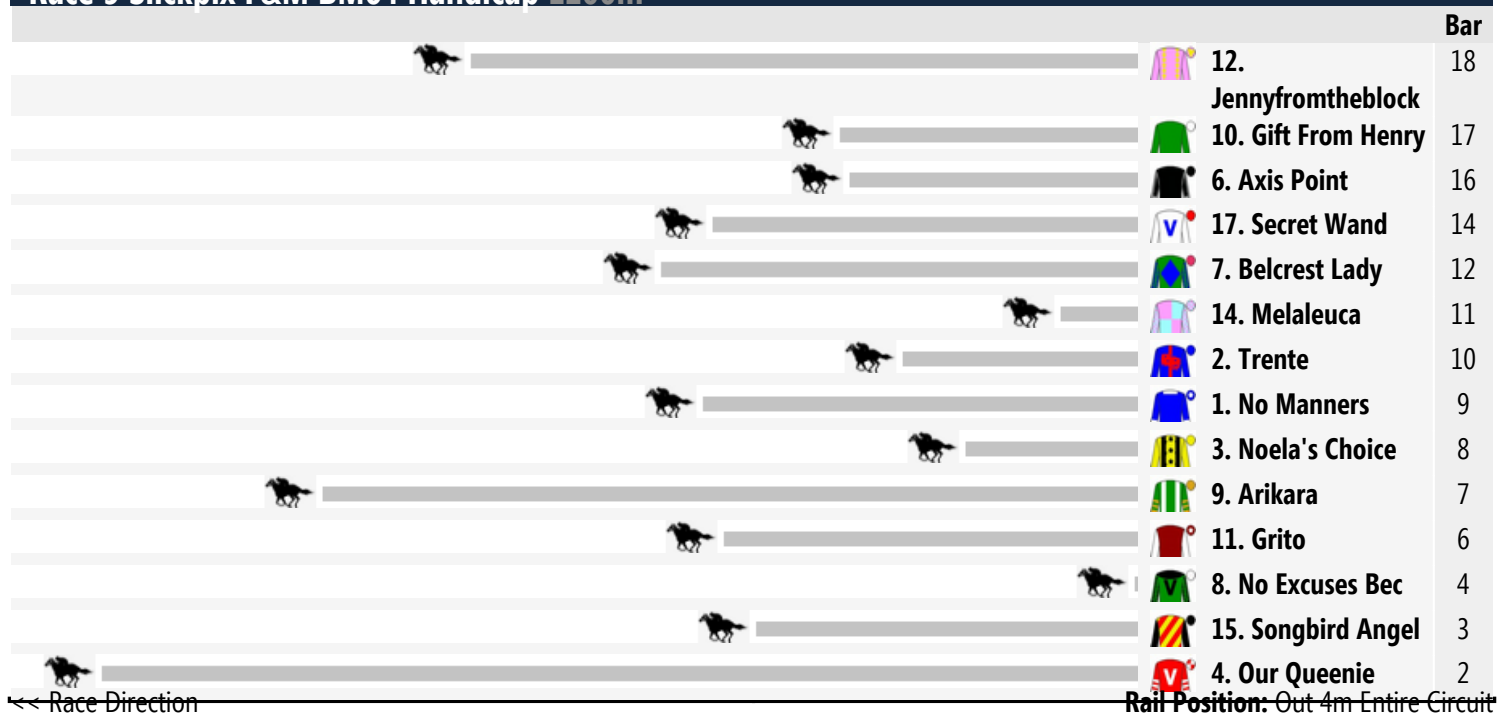 Race Slickpix F&M Handicap
Bar
12. Jennyfromtheblock 18
10. Gift From Henry 17
6. Axis Point 16
17. Secret Wand 14
7. Belcrest Lady 12
14. Melaleuca 11
2. Trente 10
1. No Manners 9
3. Noela's Choice 8
9. Arikara 7
11. Grito 6
8. No Excuses Bec 4
15. Songbird Angel 3
4. Our Queenie 2
<< Race Direction Rail Position: Out 4m Entire Circuit